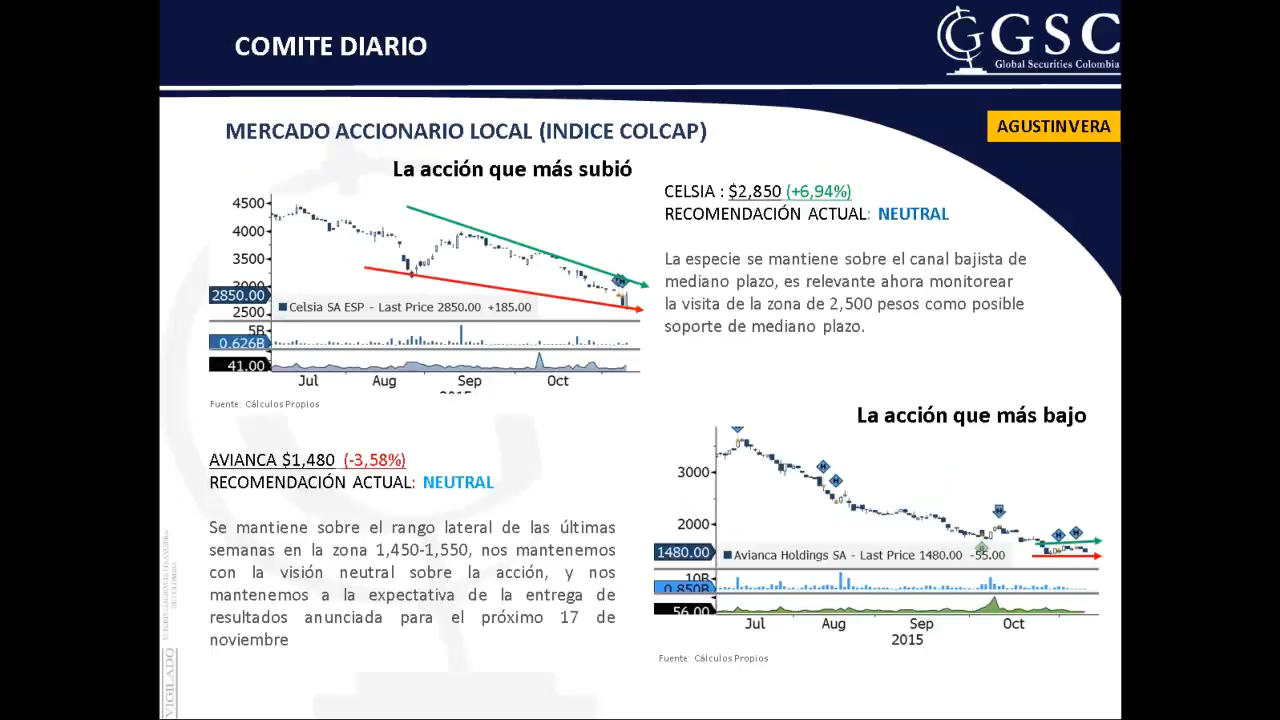 COMITE DIARIO
GGSC
Global Securities Colombia
AGUSTINVERA
MERCADO ACCIONARIO LOCAL (INDICE COLCAP)
La acción que más subió
4500
4000
3500
3000
2850.00
2500
Celsia SA ESP - Last Price 2850.00 +185.00
5B
0.626B
41.00
Jul Aug Sep Oct
2015
Fuente: Cálculos Propios
CELSIA : $2,850 (+6,94%)
RECOMENDACIÓN ACTUAL: NEUTRAL
La especie se mantiene sobre el canal bajista de
mediano plazo, es relevante ahora monitorear
la visita de la zona de 2,500 pesos como posible
soporte de mediano plazo.
AVIANCA $1,480 (-3,58%)
RECOMENDACIÓN ACTUAL: NEUTRAL
Se mantiene sobre el rango lateral de las últimas
semanas en la zona 1,450-1,550, nos mantenemos
con la visión neutral sobre la acción, y nos
mantenemos a la expectativa de la entrega de
resultados anunciada para el próximo 17 de
noviembre
La acción que más bajo
3000
2000
1480.00
Avianca Holdings SA - Last Price 1480.00 -55.00
10B
0.850B
56.00
Jul Aug Sep Oct
2015
Fuente: Cálculos Propios
VIGILADO